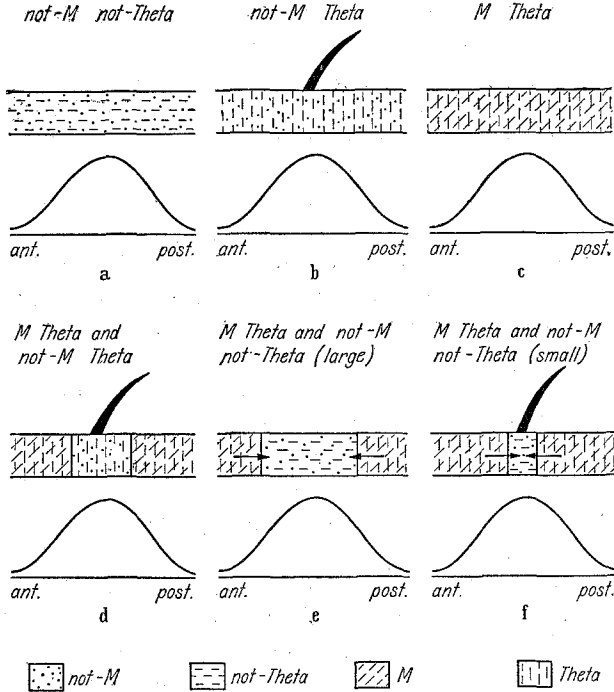 not-M not-Theta
not-M Theta
M Theta
ant. post.
ant. post.
ant. post.
a
b
c
M Theta and
not-M Theta
M Theta and not-M
not-Theta (large)
M Theta and not-M
not-Theta (small)
ant. post.
ant. post.
ant. post.
d
e
f
not-M
not-Theta
M
Theta